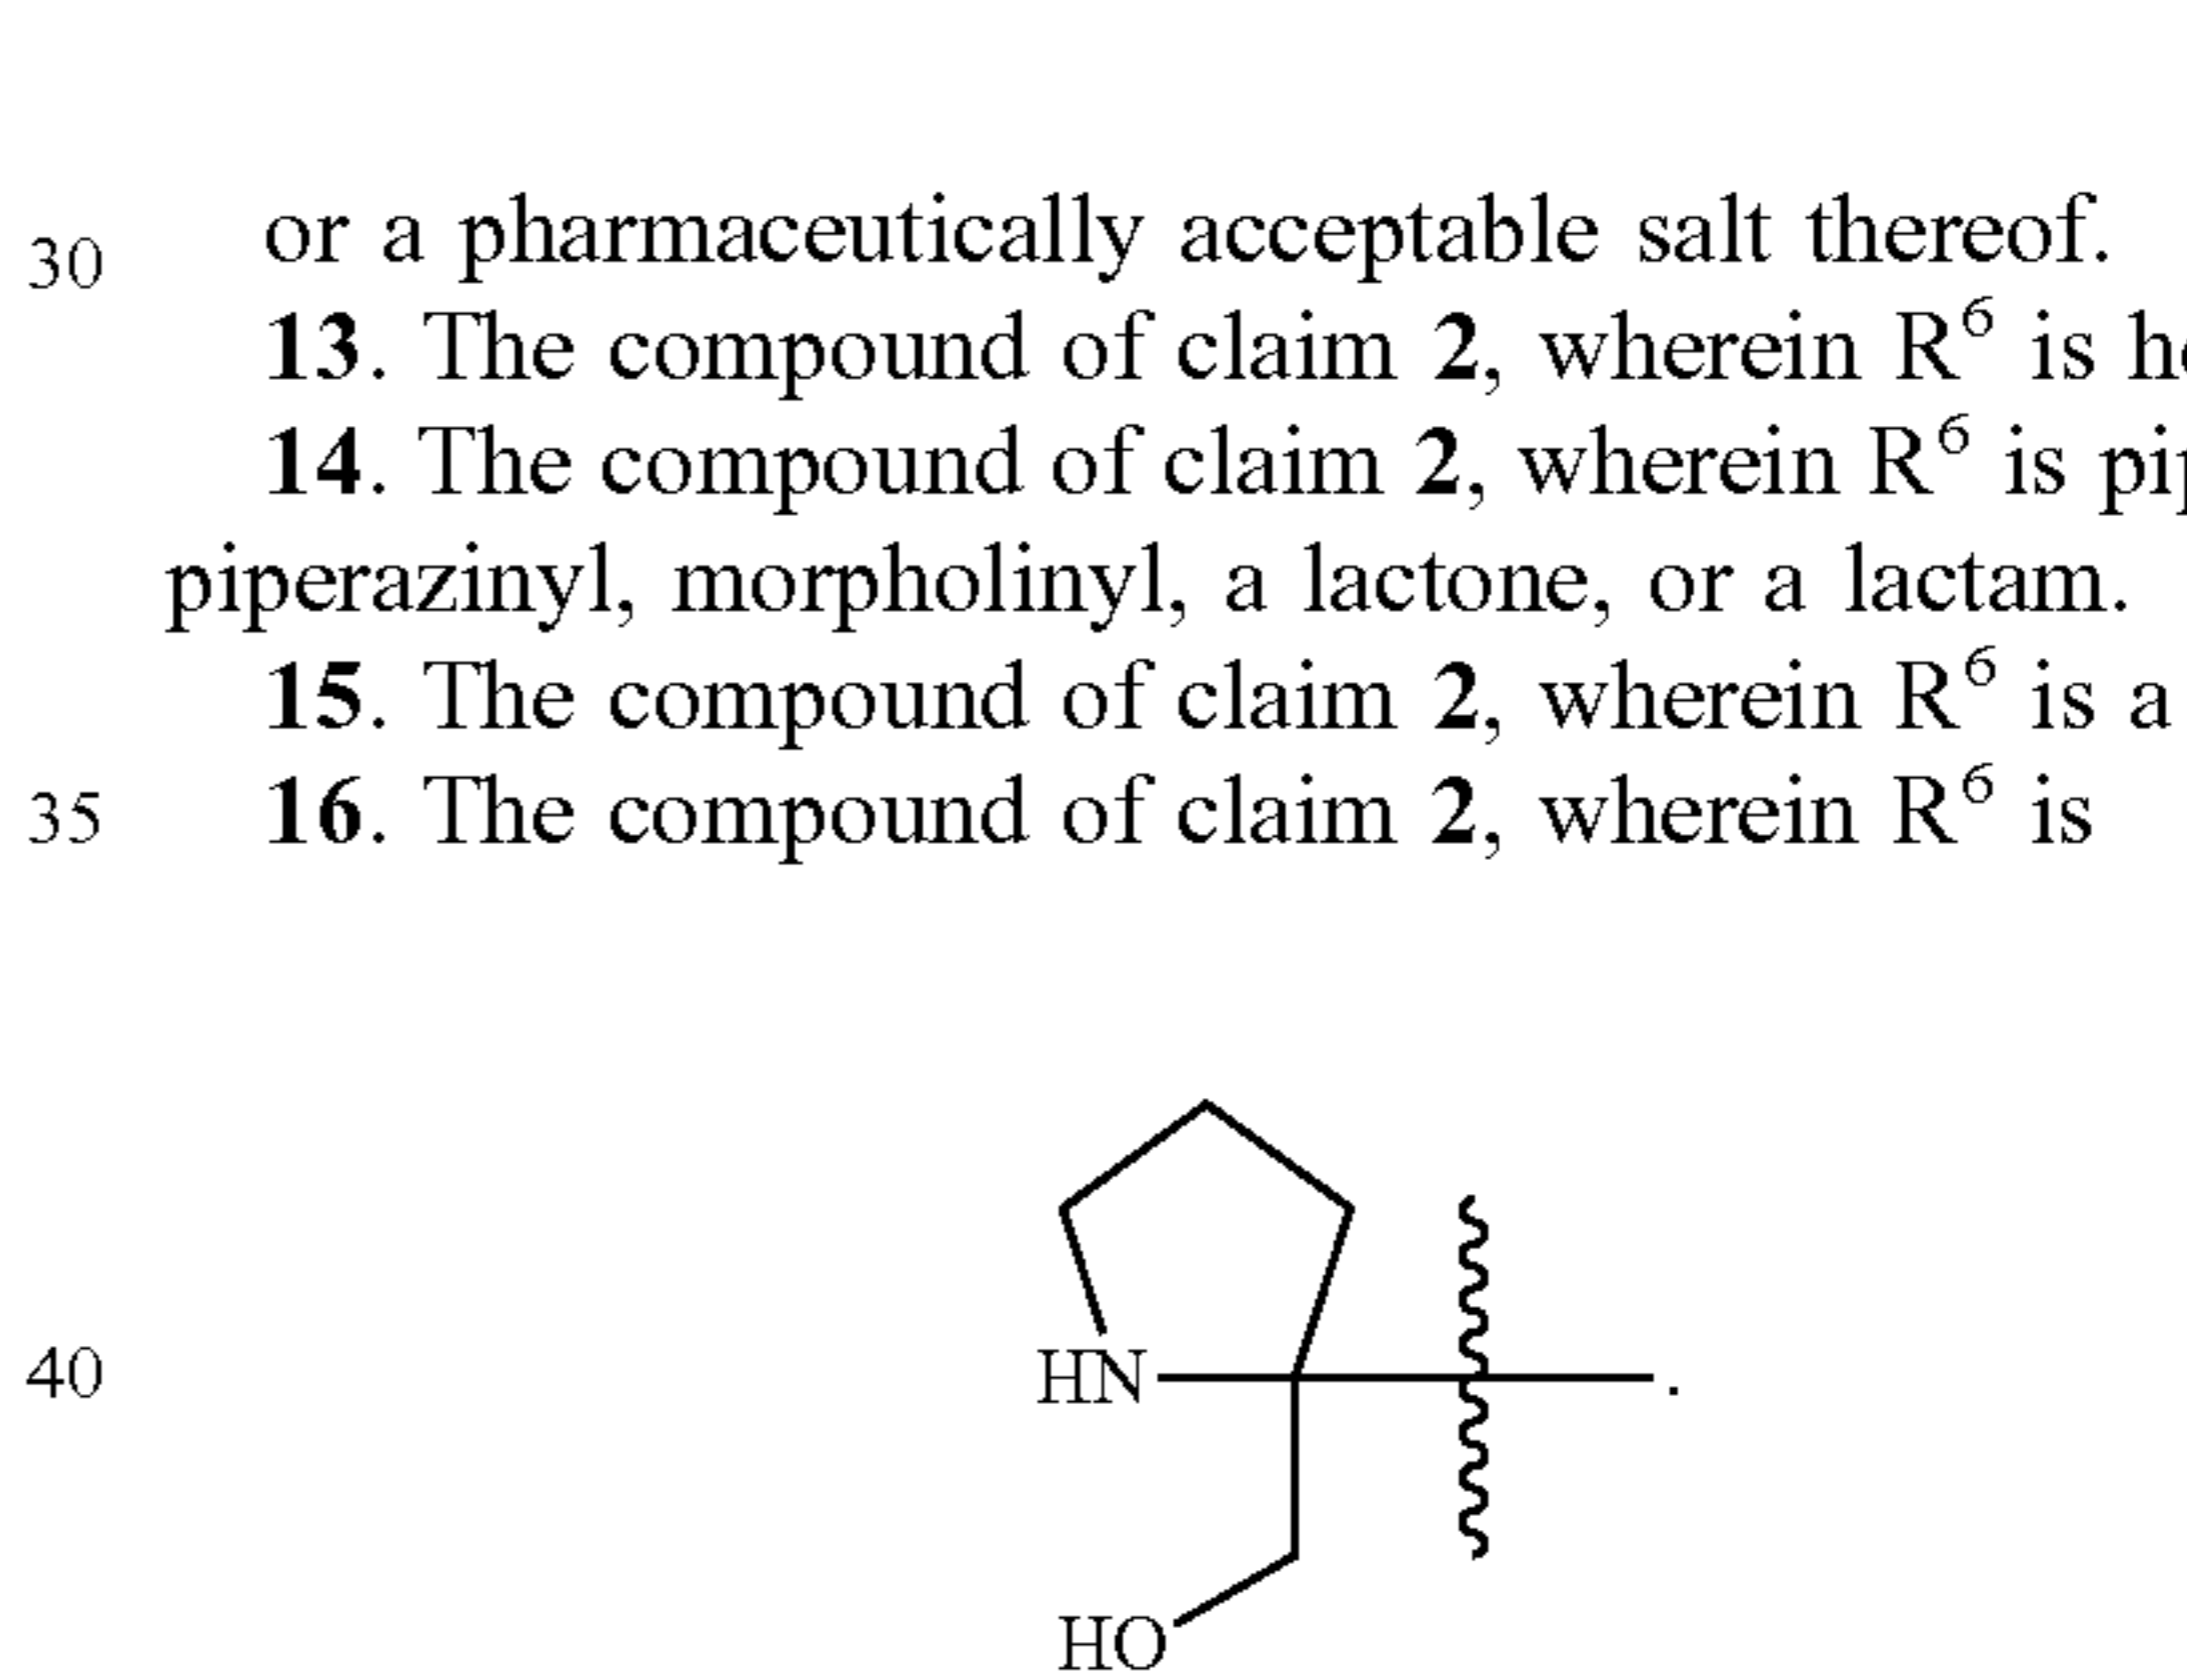 30 or a pharmaceutically acceptable salt thereof.
13. The compound of claim 2, wherein R⁶ is
14. The compound of claim 2, wherein R⁶ is
piperazinyl, morpholinyl, a lactone, or a lactam.
15. The compound of claim 2, wherein R⁶ is a
35 16. The compound of claim 2, wherein R⁶ is
40 HN .
HO